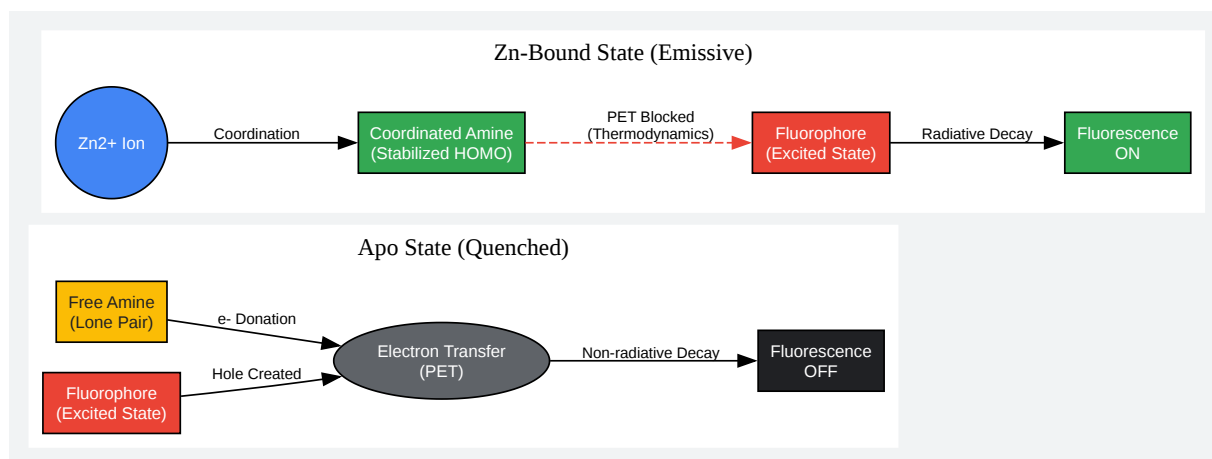 Zn-Bound State (Emissive)
Zn2+ Ion
Coordination
Coordinated Amine
(Stabilized HOMO)
PET Blocked
(Thermodynamics)
Fluorophore
(Excited State)
Radiative Decay
Fluorescence
ON
Apo State (Quenched)
Free Amine
(Lone Pair)
e- Donation
Fluorophore
(Excited State)
Hole Created
Electron Transfer
(PET)
Non-radiative Decay
Fluorescence
OFF